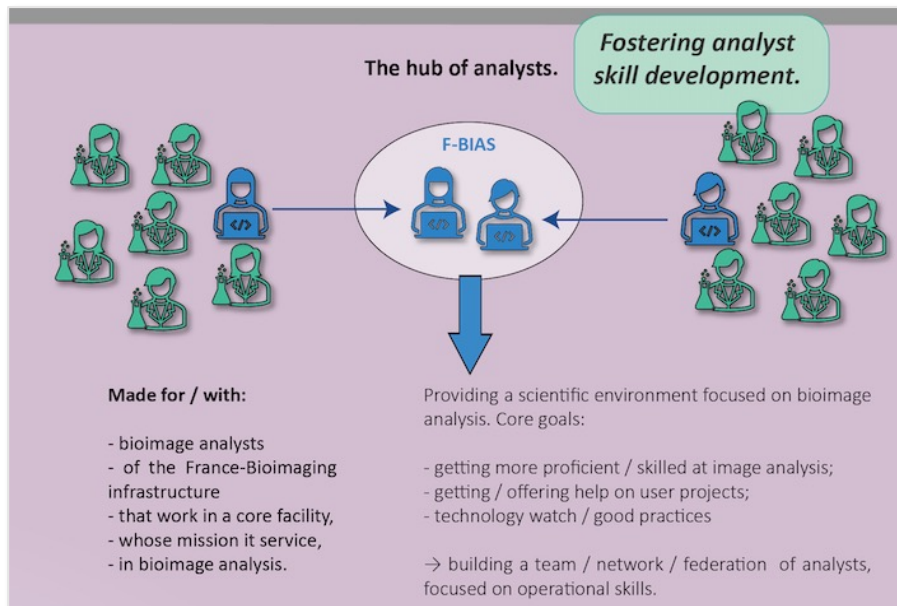 Fostering analyst
skill development.
The hub of analysts.
F-BIAS
</>
</>
</>
</>
Made for / with:
- bioimage analysts
- of the France-Bioimaging
infrastructure
- that work in a core facility,
- whose mission it service,
- in bioimage analysis.
Providing a scientific environment focused on bioimage
analysis. Core goals:
- getting more proficient / skilled at image analysis;
- getting / offering help on user projects;
- technology watch / good practices
→ building a team / network / federation of analysts,
focused on operational skills.